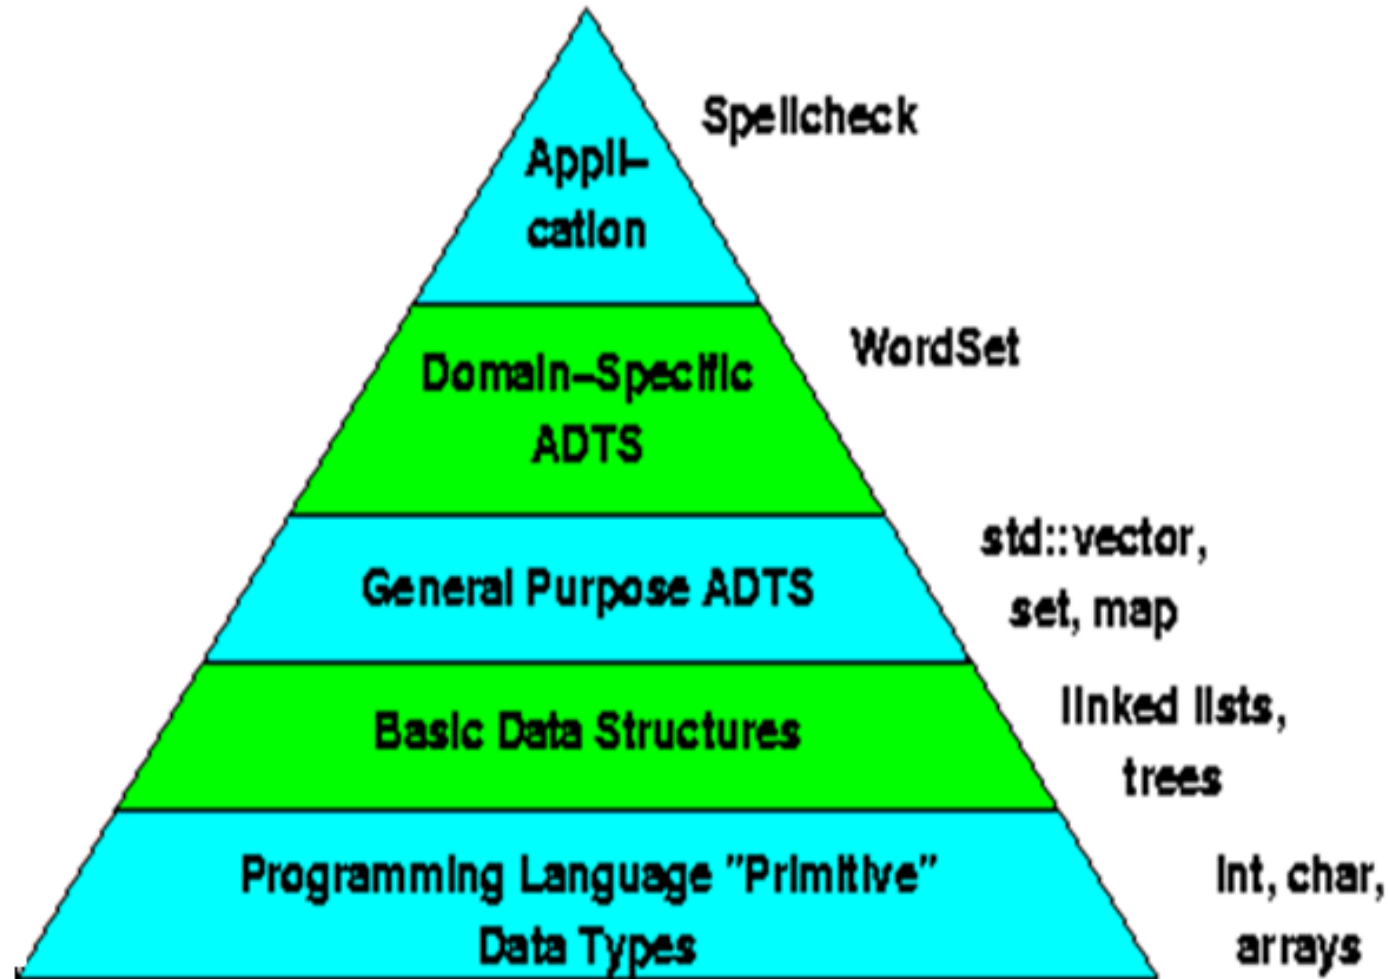 Spellcheck
Appli–
cation
WordSet
Domain–Specific
ADTS
std::vector,
set, map
General Purpose ADTS
linked lists,
trees
Basic Data Structures
Programming Language "Primitive"
Data Types
int, char,
arrays